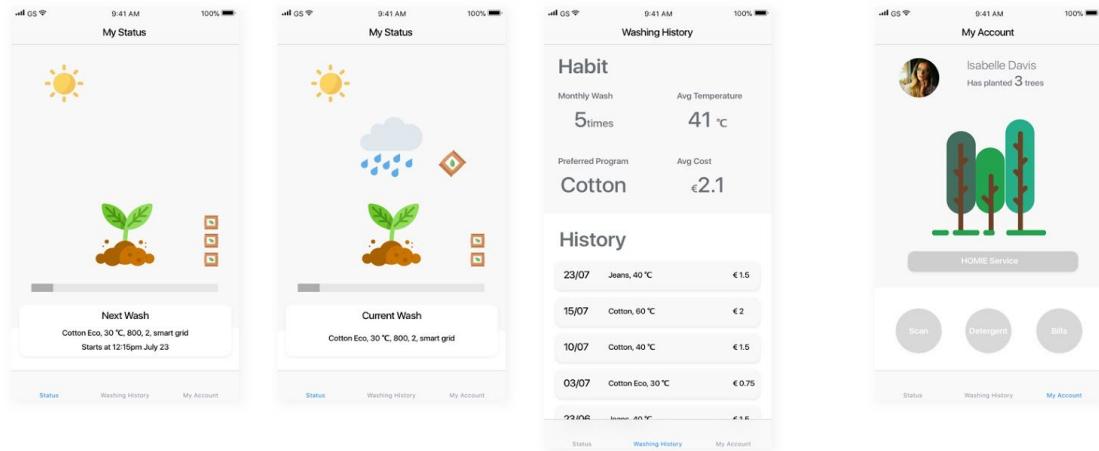 GS 9:41 AM 100%
My Status
Next Wash
Cotton Eco, 30 ℃, 800, 2, smart grid
Starts at 12:15pm July 23
Status Washing History My Account
GS 9:41 AM 100%
My Status
Current Wash
Cotton Eco, 30 ℃, 800, 2, smart grid
Status Washing History My Account
GS 9:41 AM 100%
Washing History
Habit
Monthly Wash Avg Temperature
5times 41 ℃
Preferred Program Avg Cost
Cotton €2.1
History
23/07 Jeans, 40 ℃ € 1.5
15/07 Cotton, 60 ℃ € 2
10/07 Cotton, 40 ℃ € 1.5
03/07 Cotton Eco, 30 ℃ € 0.75
23/06 Jeans, 40 ℃ € 1.5
Status Washing History My Account
GS 9:41 AM 100%
My Account
Isabelle Davis
Has planted 3 trees
HOMIE Service
Scan Detergent Bills
Status Washing History My Account